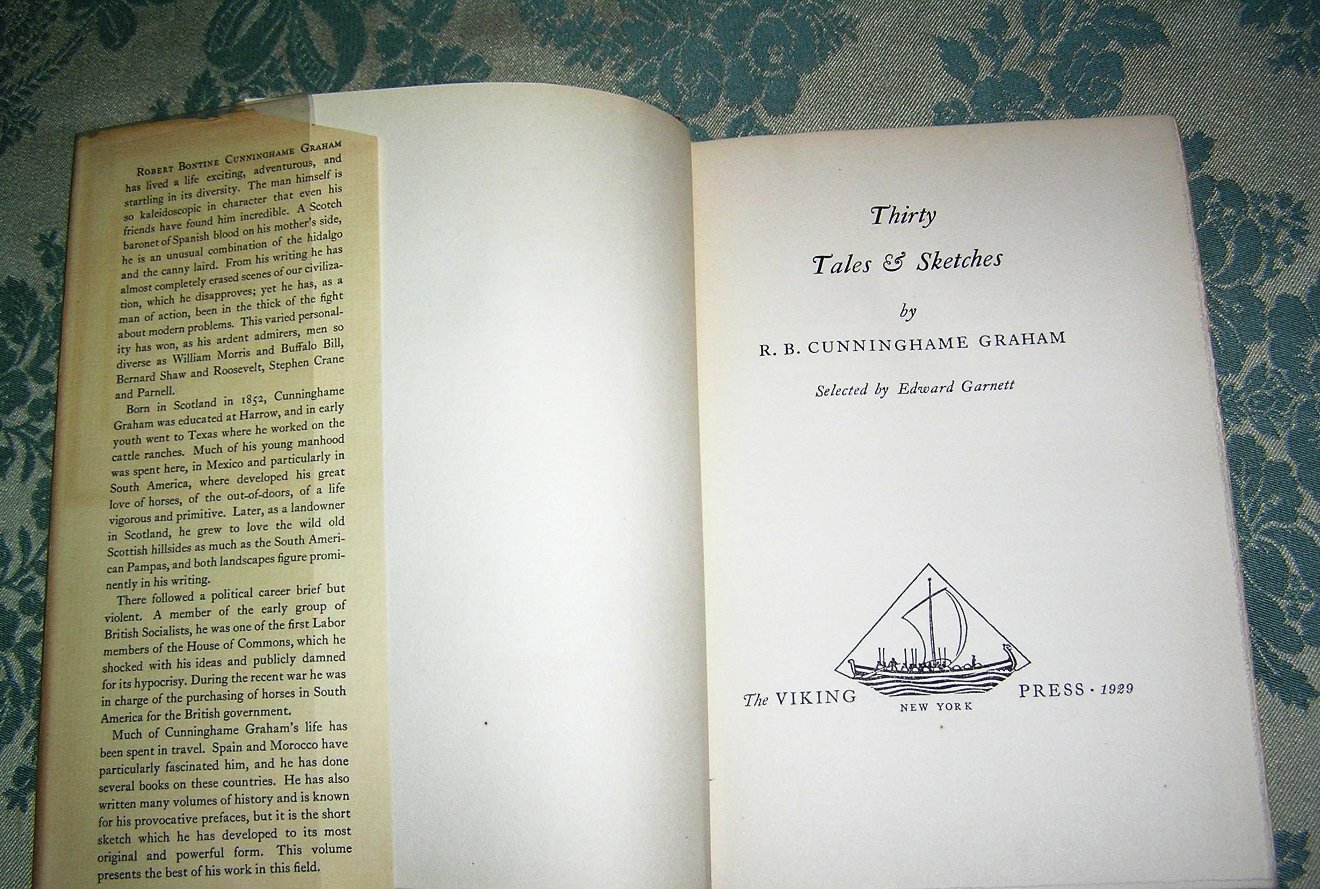 ROBERT BONTINE CUNNINGHAME GRAHAM
has lived a life exciting, adventurous, and
startling in its diversity. The man himself is
so kaleidoscopic in character that even his
friends have found him incredible. A Scotch
baronet of Spanish blood on his mother's side,
he is an unusual combination of the hidalgo
and the canny laird. From his writing he has
almost completely erased scenes of our civiliza-
tion, which he disapproves; yet he has, as a
man of action, been in the thick of the fight
about modern problems. This varied personal-
ity has won, as his ardent admirers, men so
diverse as William Morris and Buffalo Bill,
Bernard Shaw and Roosevelt, Stephen Crane
and Parnell.
Born in Scotland in 1852, Cunninghame
Graham was educated at Harrow, and in early
youth went to Texas where he worked on the
cattle ranches. Much of his young manhood
was spent here, in Mexico and particularly in
South America, where developed his great
love of horses, of the out-of-doors, of a life
vigorous and primitive. Later, as a landowner
in Scotland, he grew to love the wild old
Scottish hillsides as much as the South Ameri-
can Pampas, and both landscapes figure promi-
nently in his writing.
There followed a political career brief but
violent. A member of the early group of
British Socialists, he was one of the first Labor
members of the House of Commons, which he
shocked with his ideas and publicly damned
for its hypocrisy. During the recent war he was
in charge of the purchasing of horses in South
America for the British government.
Much of Cunninghame Graham's life has
been spent in travel. Spain and Morocco have
particularly fascinated him, and he has done
several books on these countries. He has also
written many volumes of history and is known
for his provocative prefaces, but it is the short
sketch which he has developed to its most
original and powerful form. This volume
presents the best of his work in this field.
Thirty
Tales & Sketches
by
R. B. CUNNINGHAME GRAHAM
Selected by Edward Garnett
The VIKING PRESS · 1929
NEW YORK